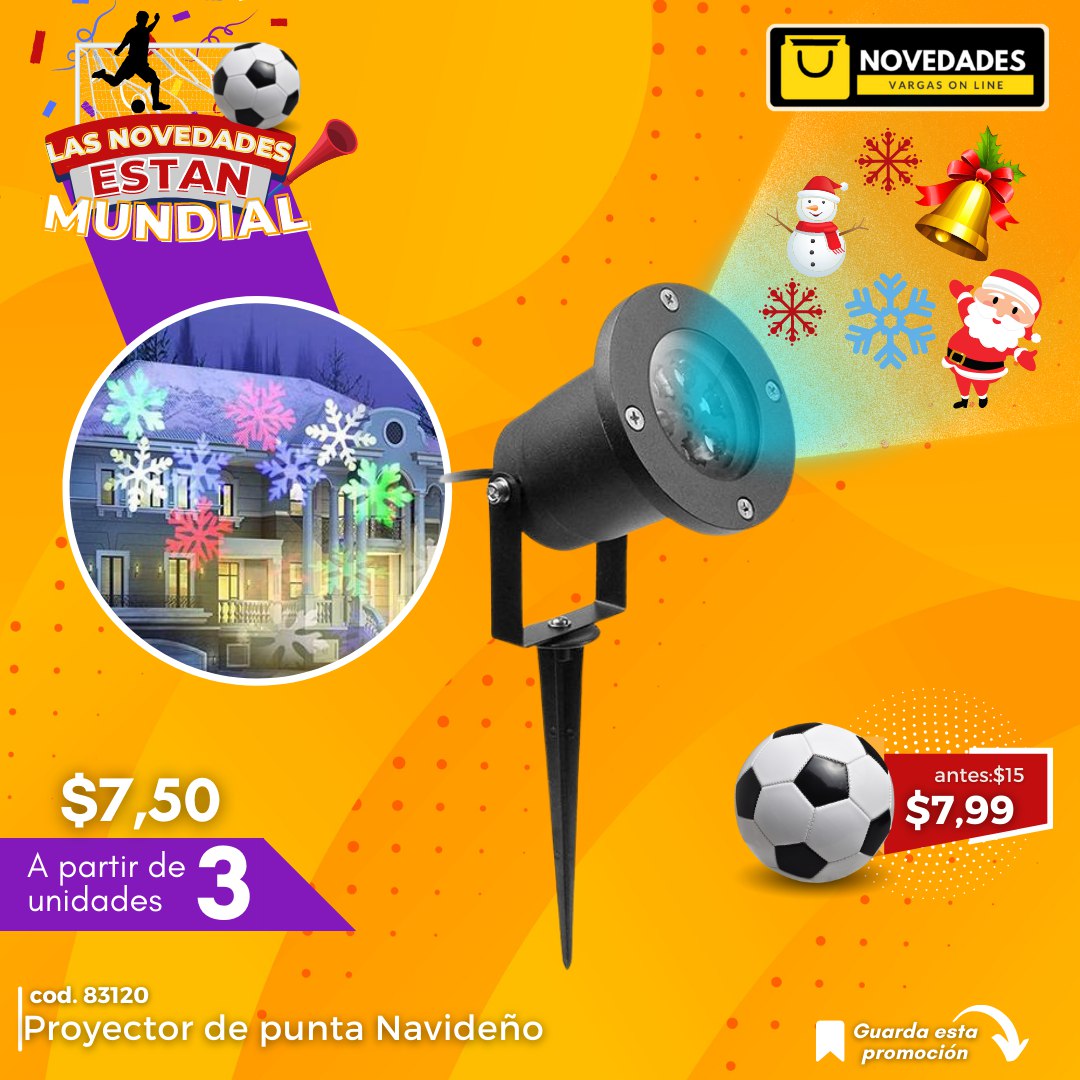 LAS NOVEDADES
ESTAN
MUNDIAL
NOVEDADES
VARGAS ON LINE
$7,50
A partir de 3
unidades
antes:$15
$7,99
cod. 83120
Proyector de punta Navideño
Guarda esta
promoción